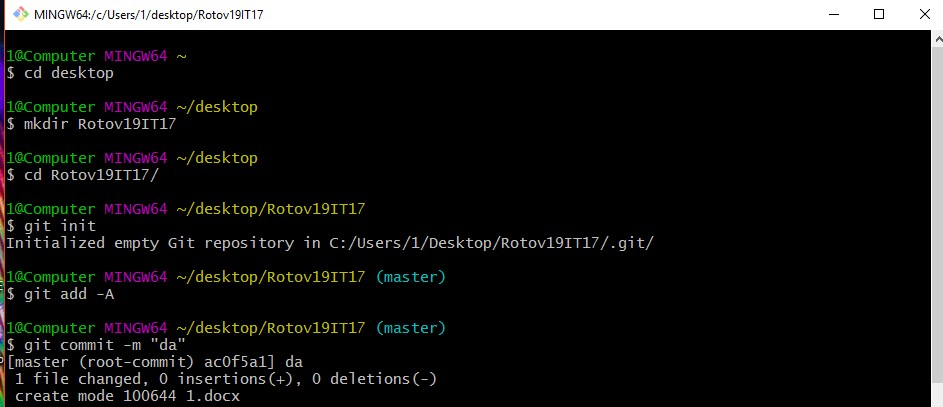 MINGW64:/c/Users/1/desktop/Rotov19IT17
1@Computer MINGW64 ~
$ cd desktop
1@Computer MINGW64 ~/desktop
$ mkdir Rotov19IT17
1@Computer MINGW64 ~/desktop
$ cd Rotov19IT17/
1@Computer MINGW64 ~/desktop/Rotov19IT17
$ git init
Initialized empty Git repository in C:/Users/1/Desktop/Rotov19IT17/.git/
1@Computer MINGW64 ~/desktop/Rotov19IT17 (master)
$ git add -A
1@Computer MINGW64 ~/desktop/Rotov19IT17 (master)
$ git commit -m "da"
[master (root-commit) ac0f5a1] da
1 file changed, 0 insertions(+), 0 deletions(-)
create mode 100644 1.docx